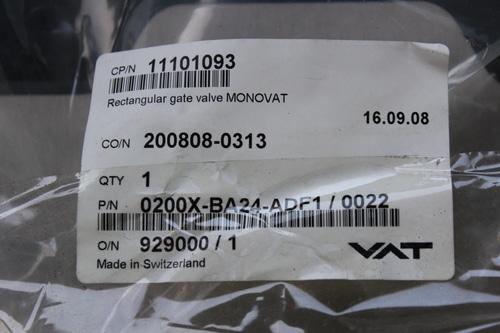 CP/N 11101093
Rectangular gate valve MONOVAT
16.09.08
CO/N 200808-0313
QTY 1
P/N 0200X-BA24-ADF1 / 0022
O/N 929000 / 1
VAT
Made in Switzerland